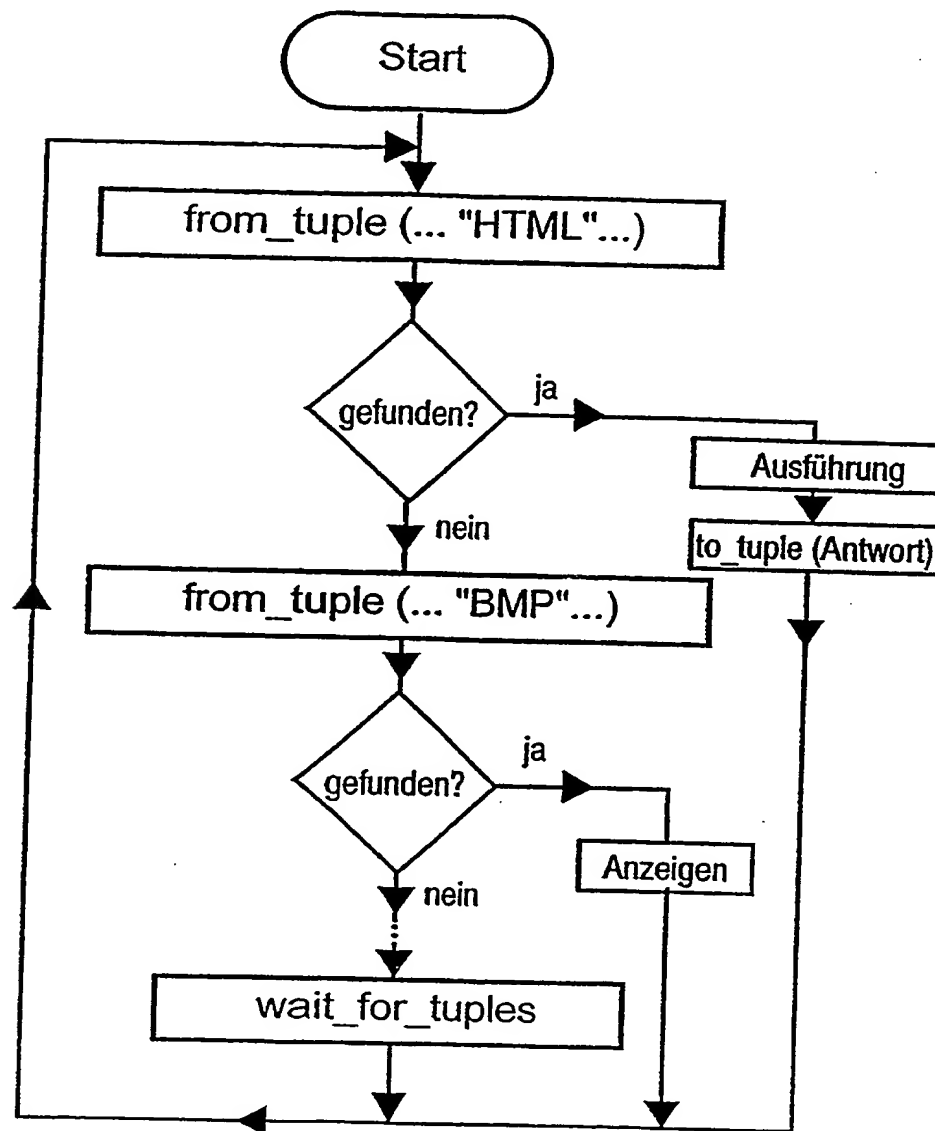 Start
from_tuple (... "HTML"...)
gefunden?
ja
Ausführung
to_tuple (Antwort)
nein
from_tuple (... "BMP"...)
gefunden?
ja
Anzeigen
nein
wait_for_tuples